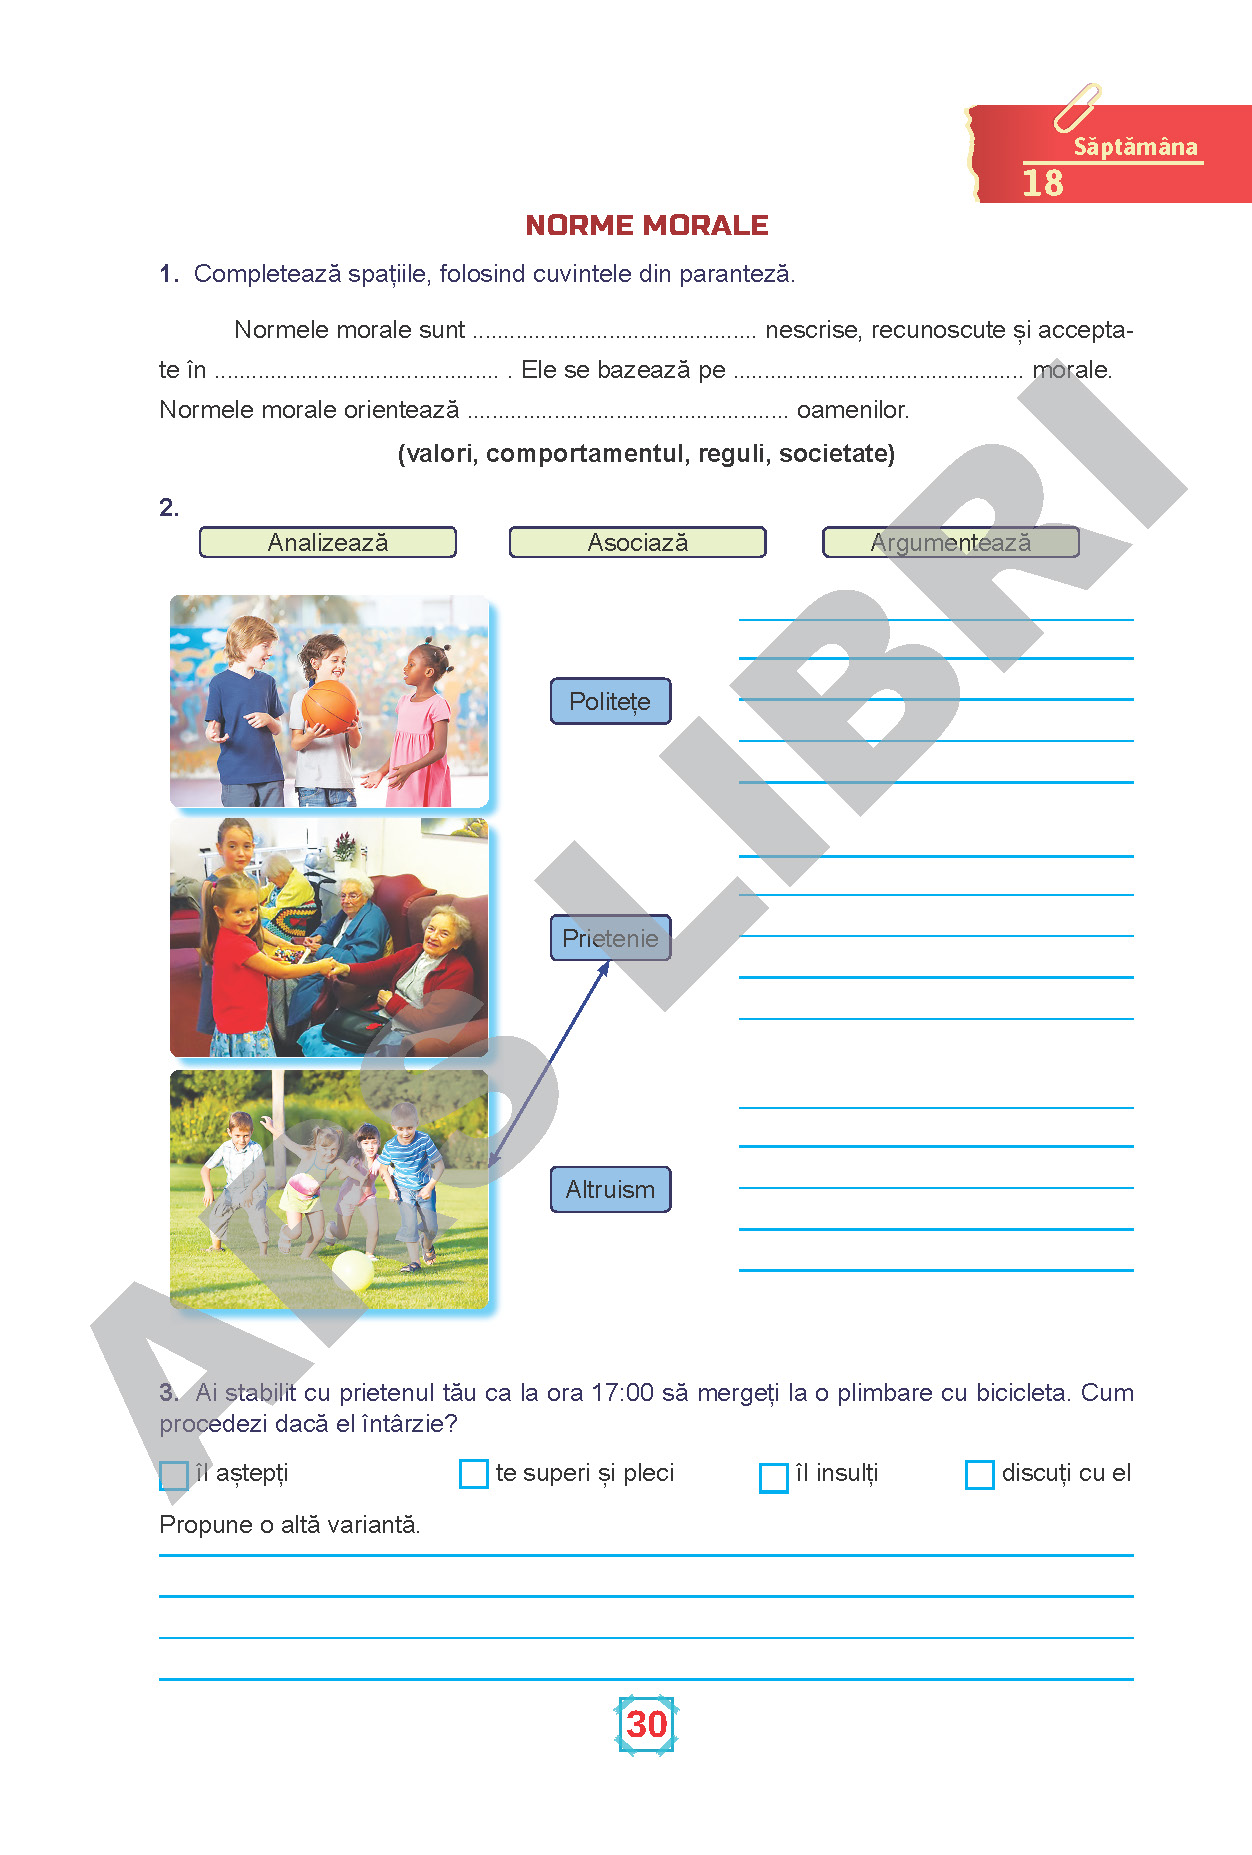 Săptămâna
18
NORME MORALE
1. Completează spațiile, folosind cuvintele din paranteză.
Normele morale sunt .............................................. nescrise, recunoscute și accepta-
te în .............................................. . Ele se bazează pe ............................................... morale.
Normele morale orientează .................................................... oamenilor.
(valori, comportamentul, reguli, societate)
2.
Analizează Asociază Argumentează
Politețe
Prietenie
Altruism
3. Ai stabilit cu prietenul tău ca la ora 17:00 să mergeți la o plimbare cu bicicleta. Cum
procedezi dacă el întârzie?
îl aștepți te superi și pleci îl insulți discuți cu el
Propune o altă variantă.
30
ARS LIBRI